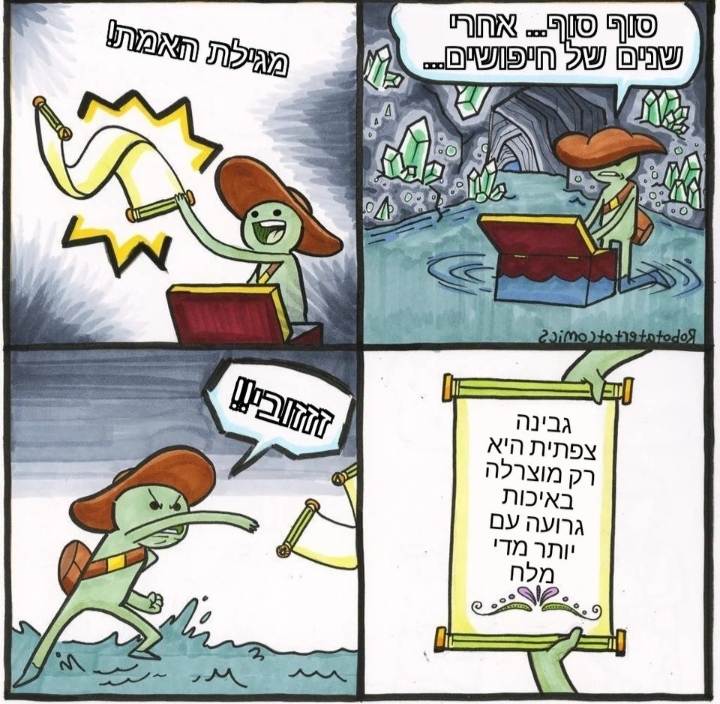 סוף סוף... אחרי
שנים של חיפושים...
מגילת האמת!
גבינה
צפתית היא
רק מוצרלה
באיכות
גרועה עם
יותר מדי
מלח
זזזובי!!
Robotatertotcomics